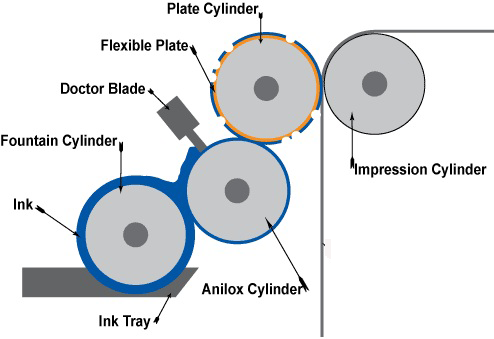 Plate Cylinder
Flexible Plate
Doctor Blade
Fountain Cylinder
Impression Cylinder
Ink
Anilox Cylinder
Ink Tray